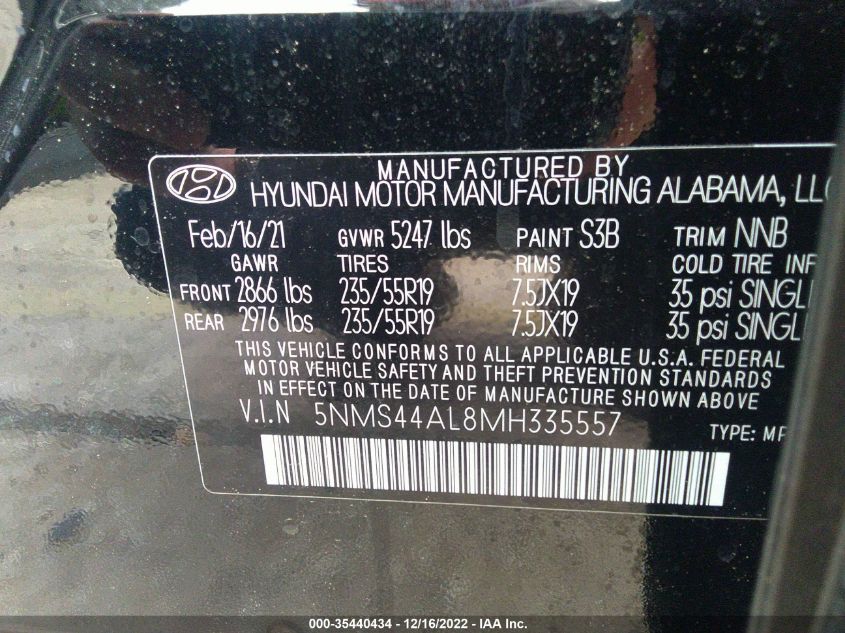 MANUFACTURED BY
HYUNDAI MOTOR MANUFACTURING ALABAMA, LLC
Feb/16/21 GVWR 5247 lbs PAINT S3B TRIM NNB
GAWR TIRES RIMS COLD TIRE INF
FRONT 2866 lbs 235/55R19 7.5JX19 35 psi SINGL
REAR 2976 lbs 235/55R19 7.5JX19 35 psi SINGL
THIS VEHICLE CONFORMS TO ALL APPLICABLE U.S.A. FEDERAL
MOTOR VEHICLE SAFETY AND THEFT PREVENTION STANDARDS
IN EFFECT ON THE DATE OF MANUFACTURE SHOWN ABOVE
V.I.N 5NMS44AL8MH335557
TYPE: MP
000-35440434 - 12/16/2022 - IAA Inc.